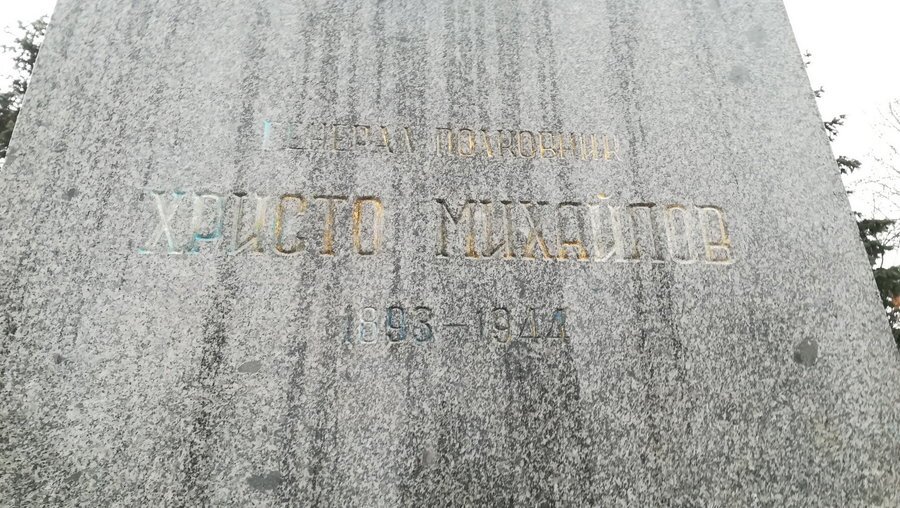 ГЕНЕРАЛ ПОЛКОВНИК
ХРИСТО МИХАЙЛОВ
1893-1944